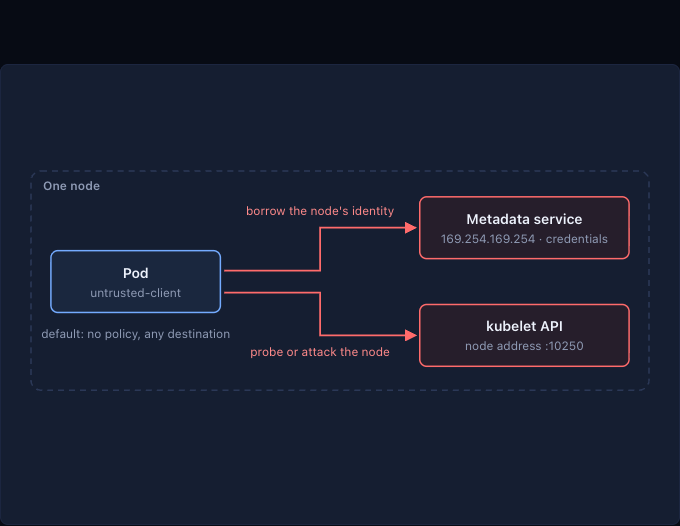 One node
borrow the node's identity
Metadata service
169.254.169.254 · credentials
Pod
untrusted-client
default: no policy, any destination
kubelet API
node address :10250
probe or attack the node